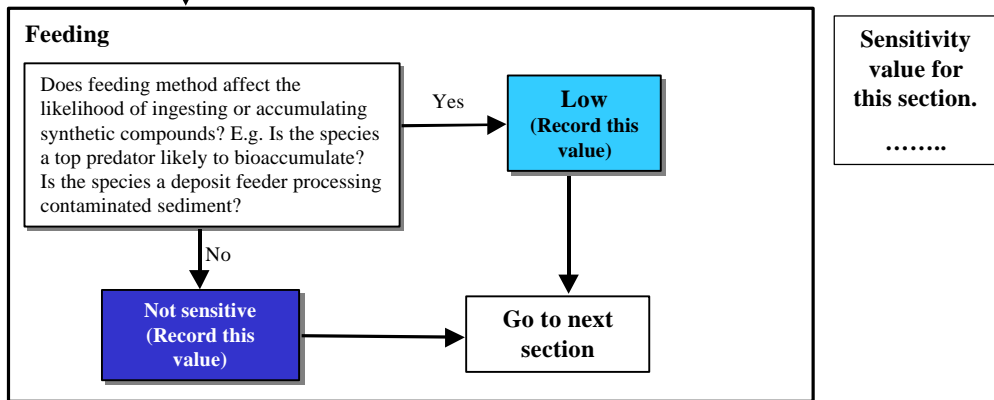 Feeding
Does feeding method affect the
likelihood of ingesting or accumulating
synthetic compounds? E.g. Is the species
a top predator likely to bioaccumulate?
Is the species a deposit feeder processing
contaminated sediment?
Yes
Low
(Record this
value)
No
Not sensitive
(Record this
value)
Go to next
section
Sensitivity
value for
this section.
……..